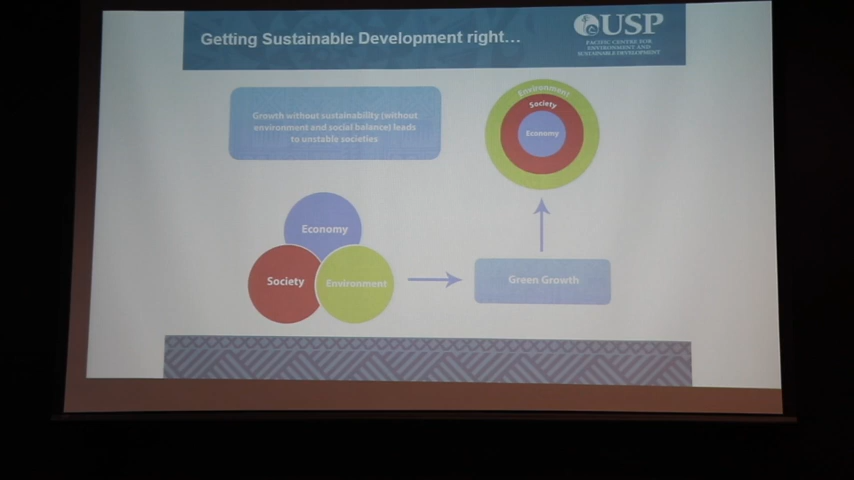 Getting Sustainable Development right...
USP
PACIFIC CENTRE FOR
ENVIRONMENT AND
SUSTAINABLE DEVELOPMENT
Growth without sustainability (without
environment and social balance) leads
to unstable societies
Environment
Society
Economy
Economy
Society
Environment
Green Growth